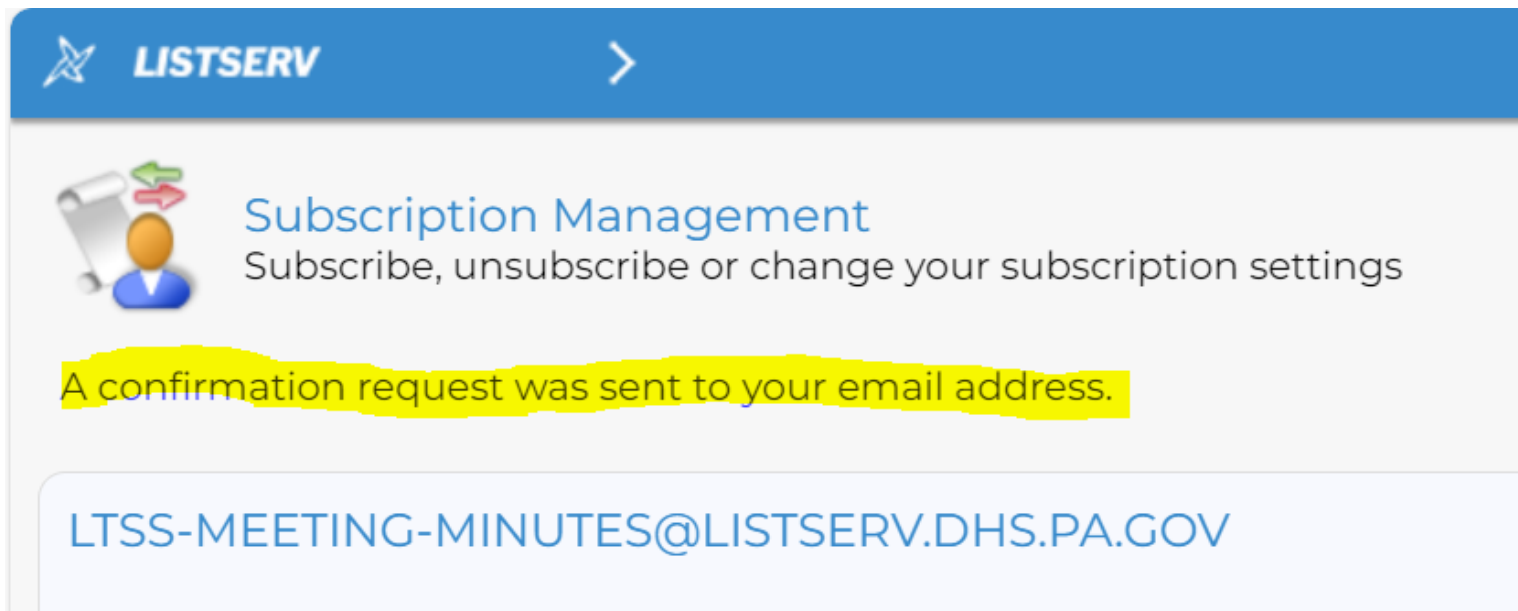 LISTSERV
Subscription Management
Subscribe, unsubscribe or change your subscription settings
A confirmation request was sent to your email address.
LTSS-MEETING-MINUTES@LISTSERV.DHS.PA.GOV